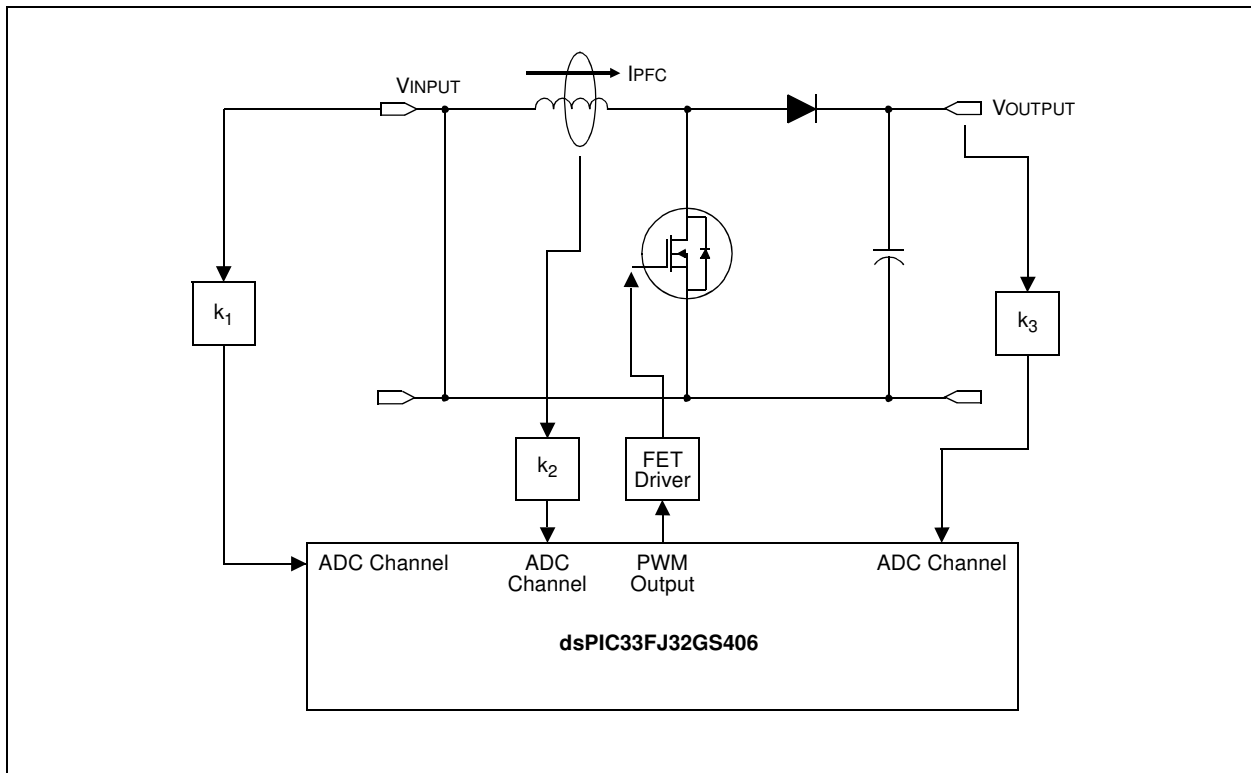 IPFC
VINPUT
VOUTPUT
k1
k3
k2
FET
Driver
ADC Channel
ADC
Channel
PWM
Output
ADC Channel
dsPIC33FJ32GS406